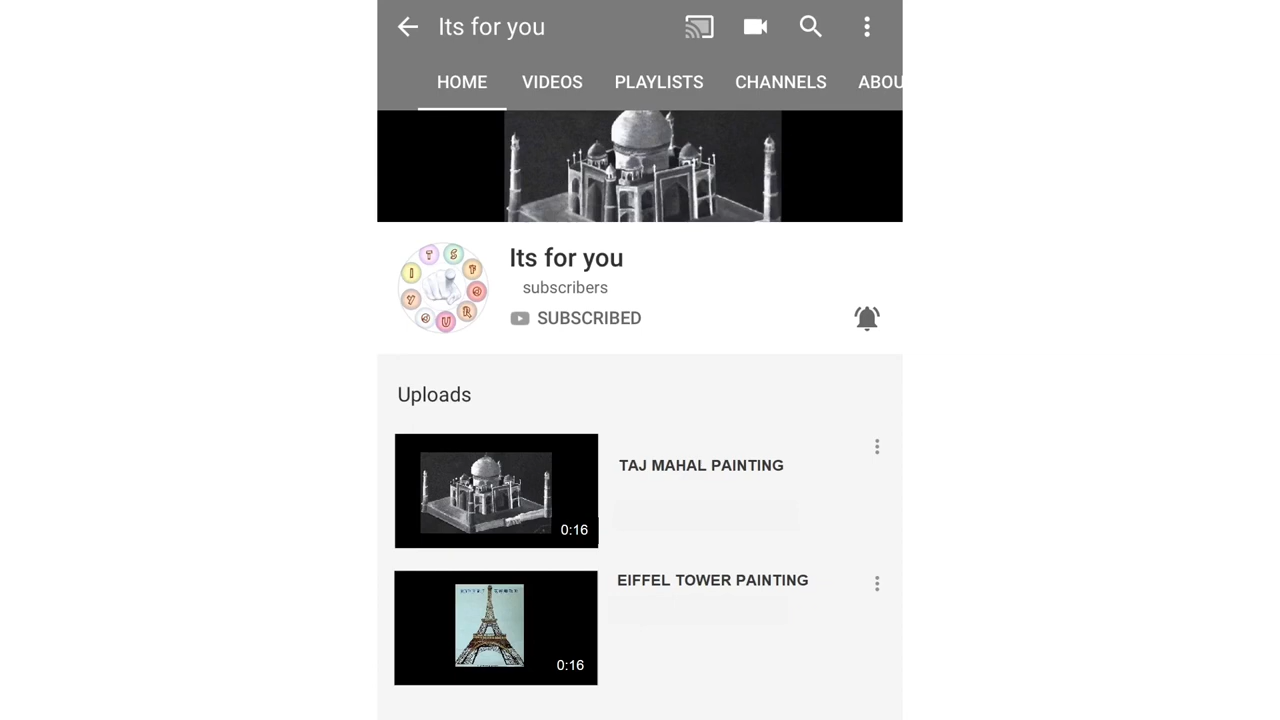 Its for you
HOME VIDEOS PLAYLISTS CHANNELS ABOU
Its for you
subscribers
SUBSCRIBED
I T S F @ R U @ Y
Uploads
TAJ MAHAL PAINTING
0:16
EIFFEL TOWER PAINTING
0:16